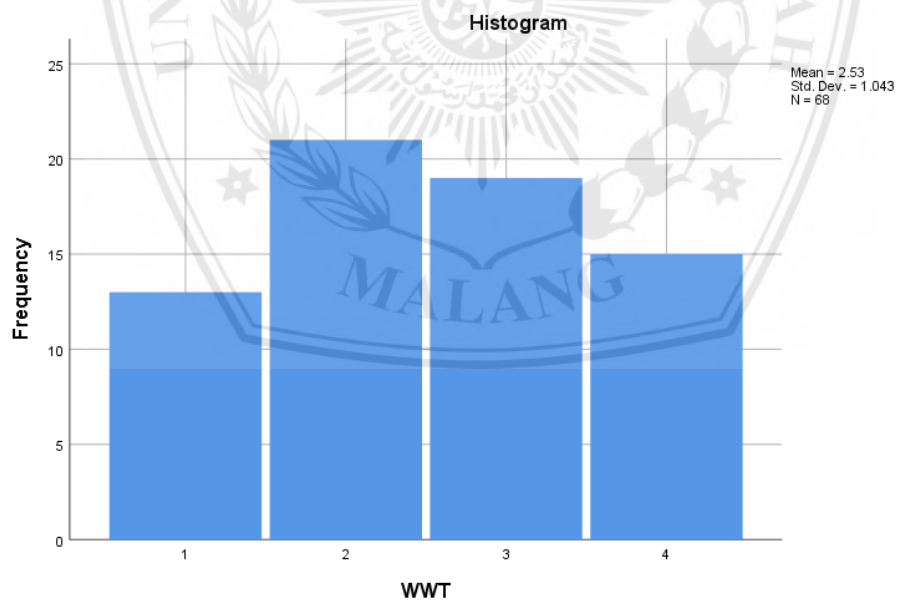 Histogram
Mean = 2.53
Std. Dev. = 1.043
N = 68
25
20
15
10
5
0
Frequency
1 2 3 4
WWT
MALANG